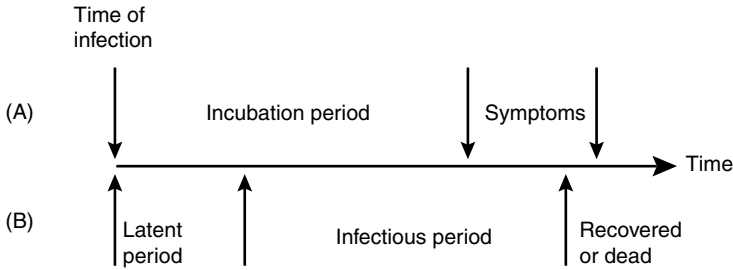 Time of
infection
(A)
Incubation period
Symptoms
Time
(B)
Latent
period
Infectious period
Recovered
or dead